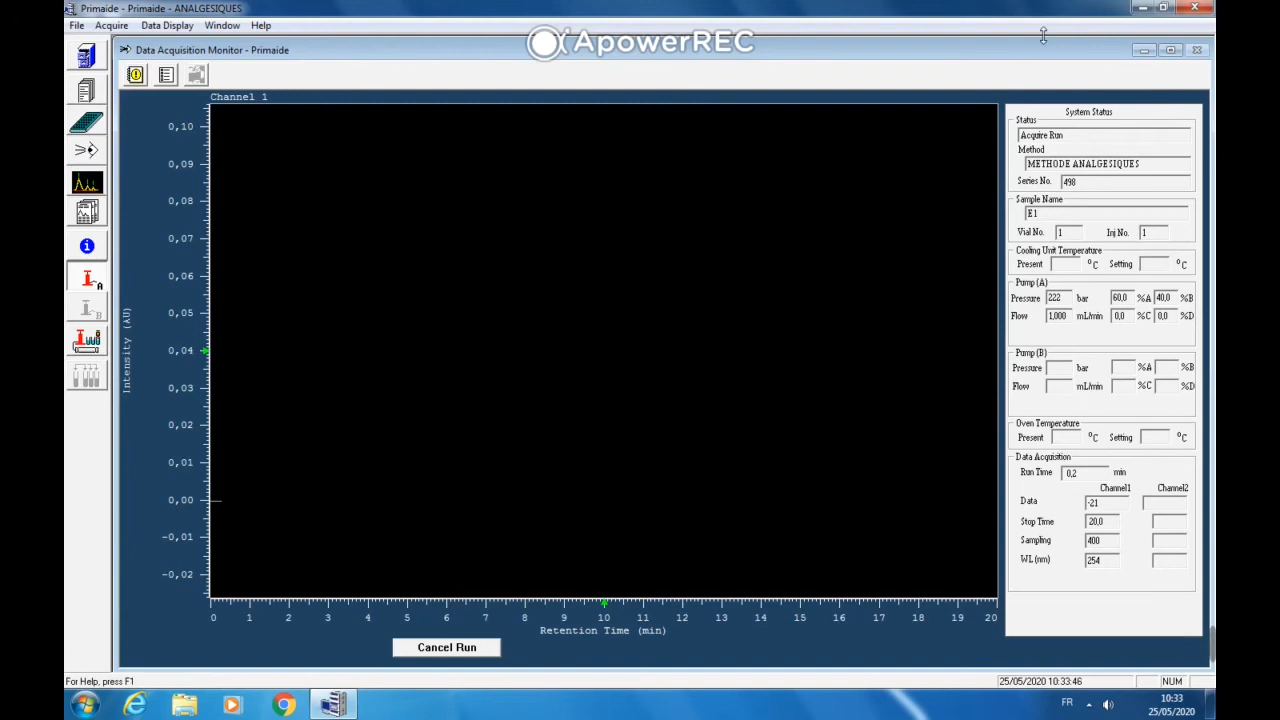 Primaide - Primaide - ANALGESIQUES
File Acquire Data Display Window Help
ApowerREC
Data Acquisition Monitor - Primaide
Channel 1
0,10
0,09
0,08
0,07
0,06
0,05
0,04
0,03
0,02
0,01
0,00
-0,01
-0,02
Intensity (AU)
0 1 2 3 4 5 6 7 8 9 10 11 12 13 14 15 16 17 18 19 20
Retention Time (min)
Cancel Run
System Status
Status
Acquire Run
Method
METHODE ANALGESIQUES
Series No. 498
Sample Name
E1
Vial No. 1 Inj No. 1
Cooling Unit Temperature
Present °C Setting °C
Pump (A)
Pressure 222 bar 60,0 %A 40,0 %B
Flow 1,000 mL/min 0,0 %C 0,0 %D
Pump (B)
Pressure bar %A %B
Flow mL/min %C %D
Oven Temperature
Present °C Setting °C
Data Acquisition
Run Time 0,2 min
Channel1 Channel2
Data -21
Stop Time 20,0
Sampling 400
WL (nm) 254
A
B
For Help, press F1
25/05/2020 10:33:46 NUM
FR
10:33
25/05/2020